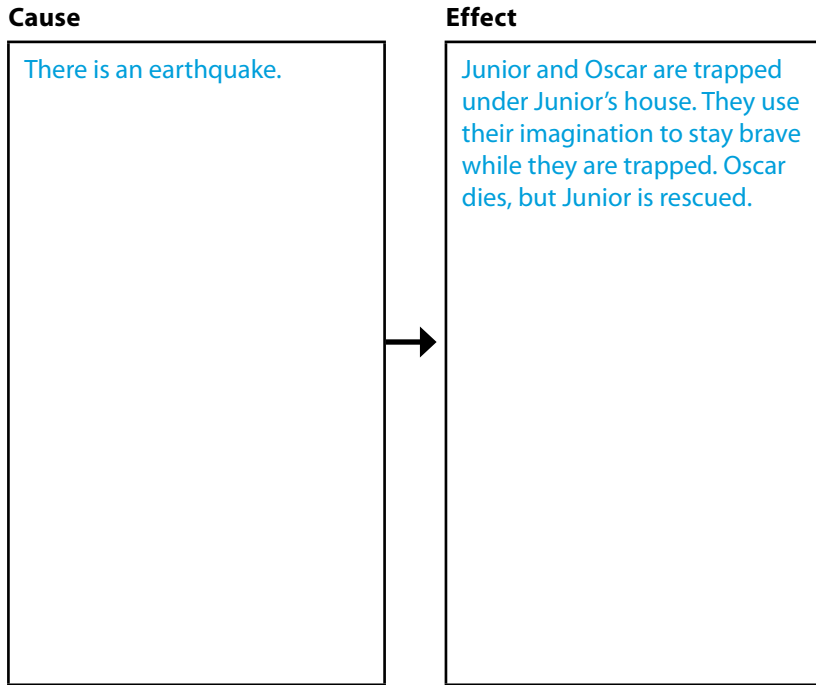 Cause
There is an earthquake.
Effect
Junior and Oscar are trapped
under Junior’s house. They use
their imagination to stay brave
while they are trapped. Oscar
dies, but Junior is rescued.